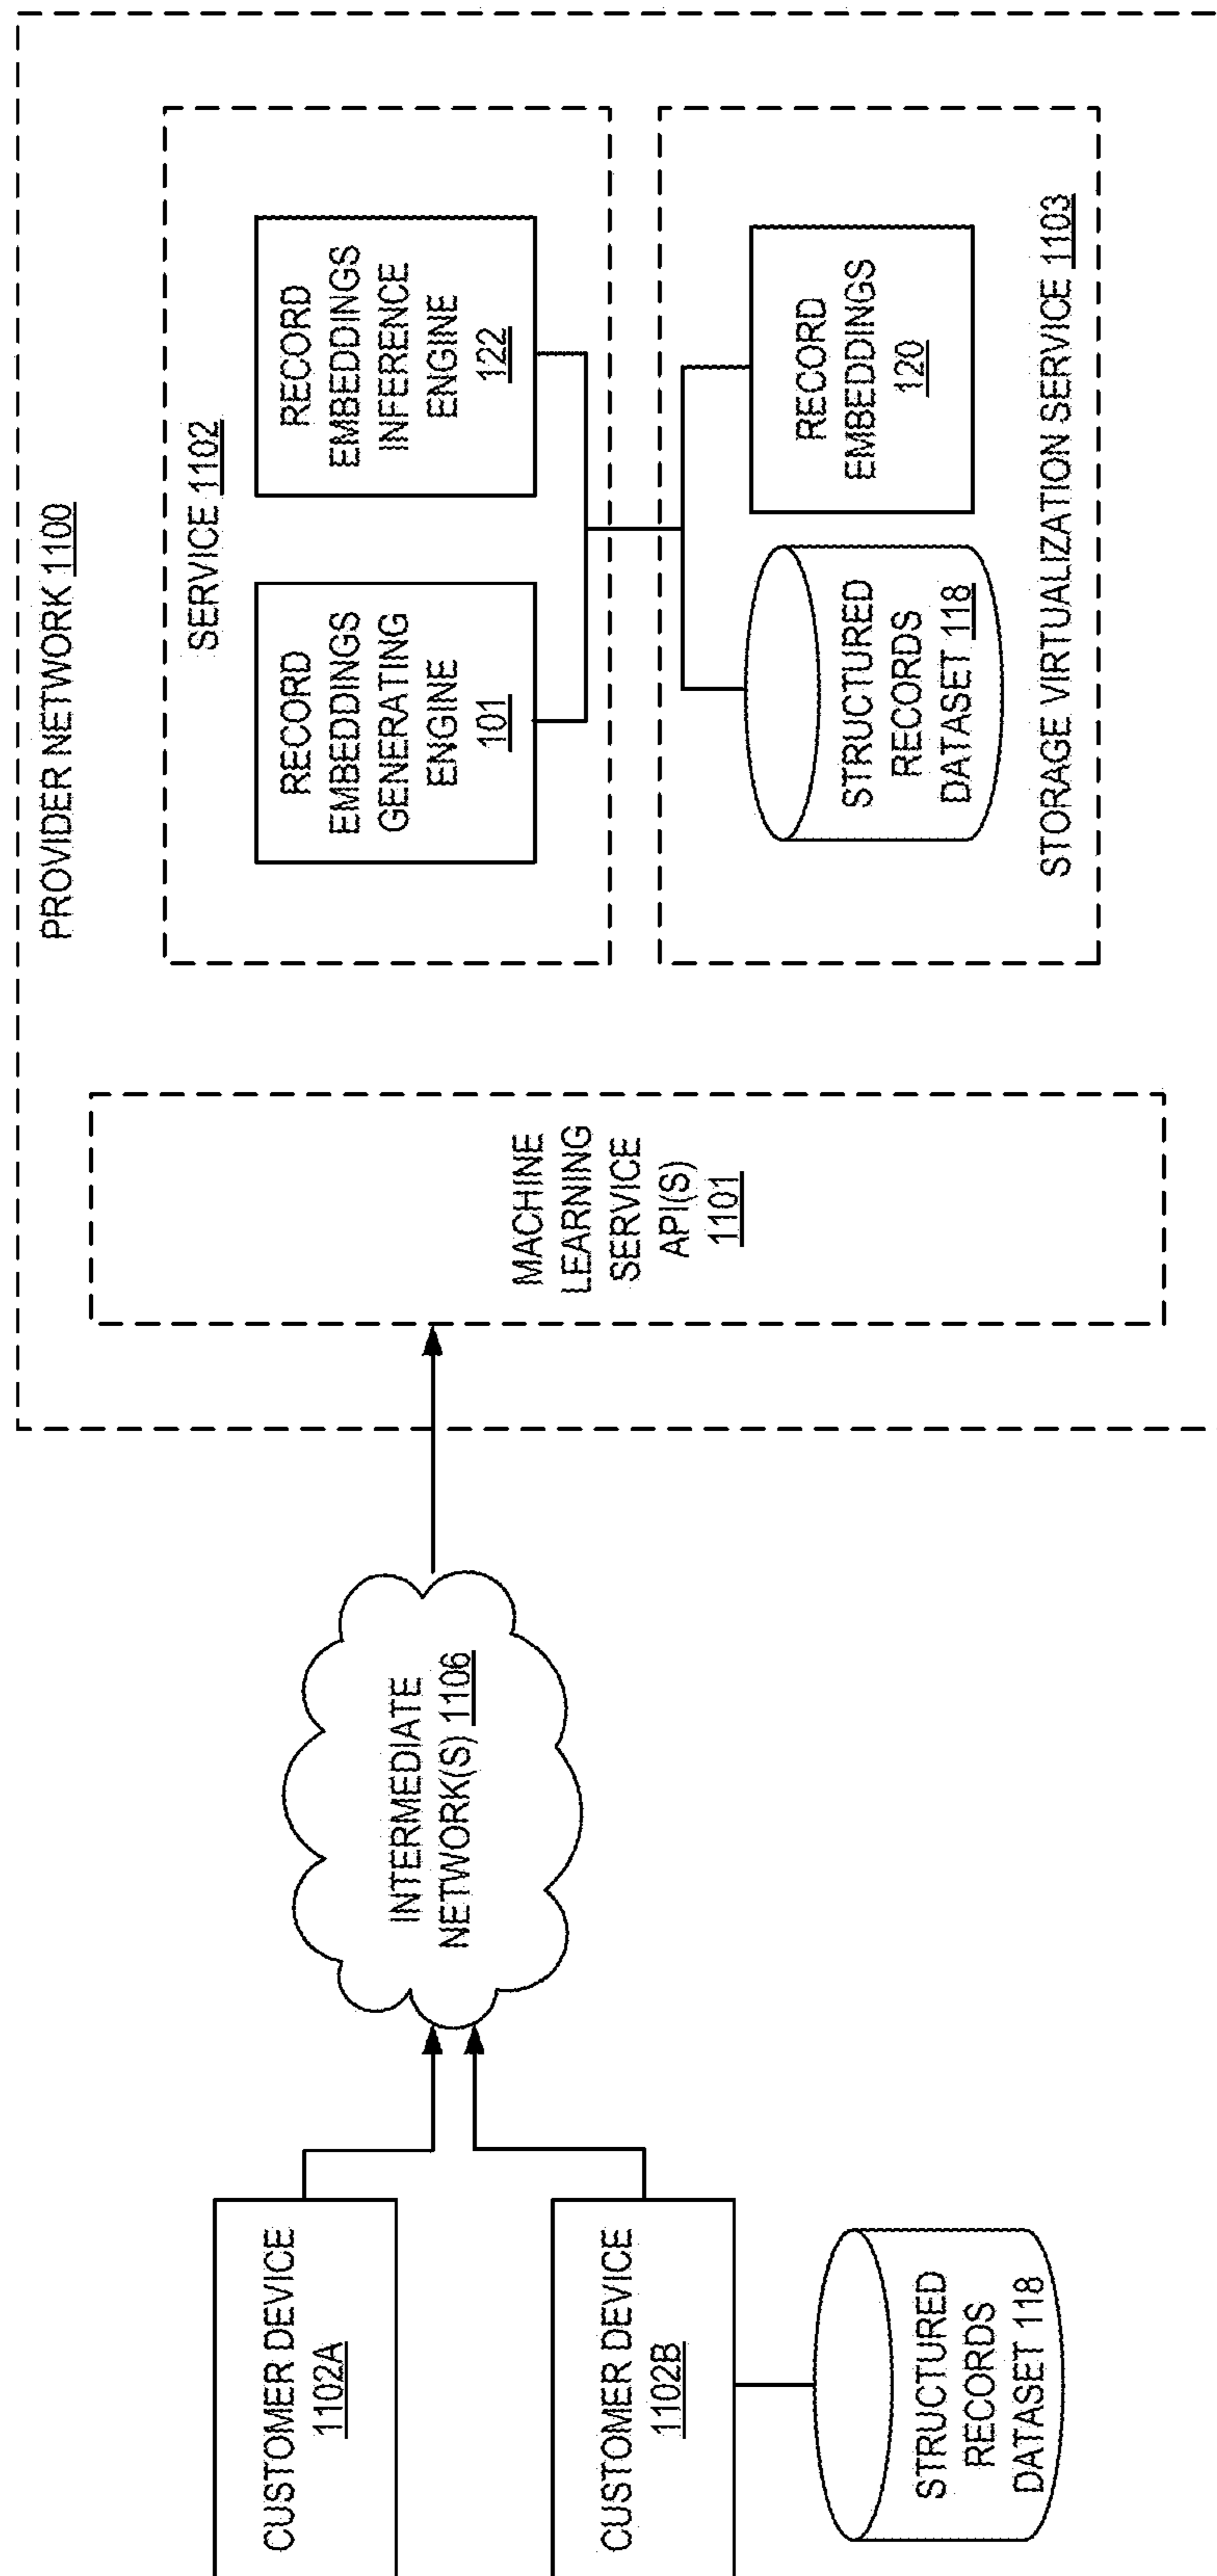 PROVIDER NETWORK 1100
SERVICE 1102
RECORD
EMBEDDINGS
GENERATING
ENGINE
101
RECORD
EMBEDDINGS
INFERENCE
ENGINE
122
STRUCTURED
RECORDS
DATASET 118
RECORD
EMBEDDINGS
120
STORAGE VIRTUALIZATION SERVICE 1103
MACHINE
LEARNING
SERVICE
API(S)
1101
INTERMEDIATE
NETWORK(S) 1106
CUSTOMER DEVICE
1102A
CUSTOMER DEVICE
1102B
STRUCTURED
RECORDS
DATASET 118